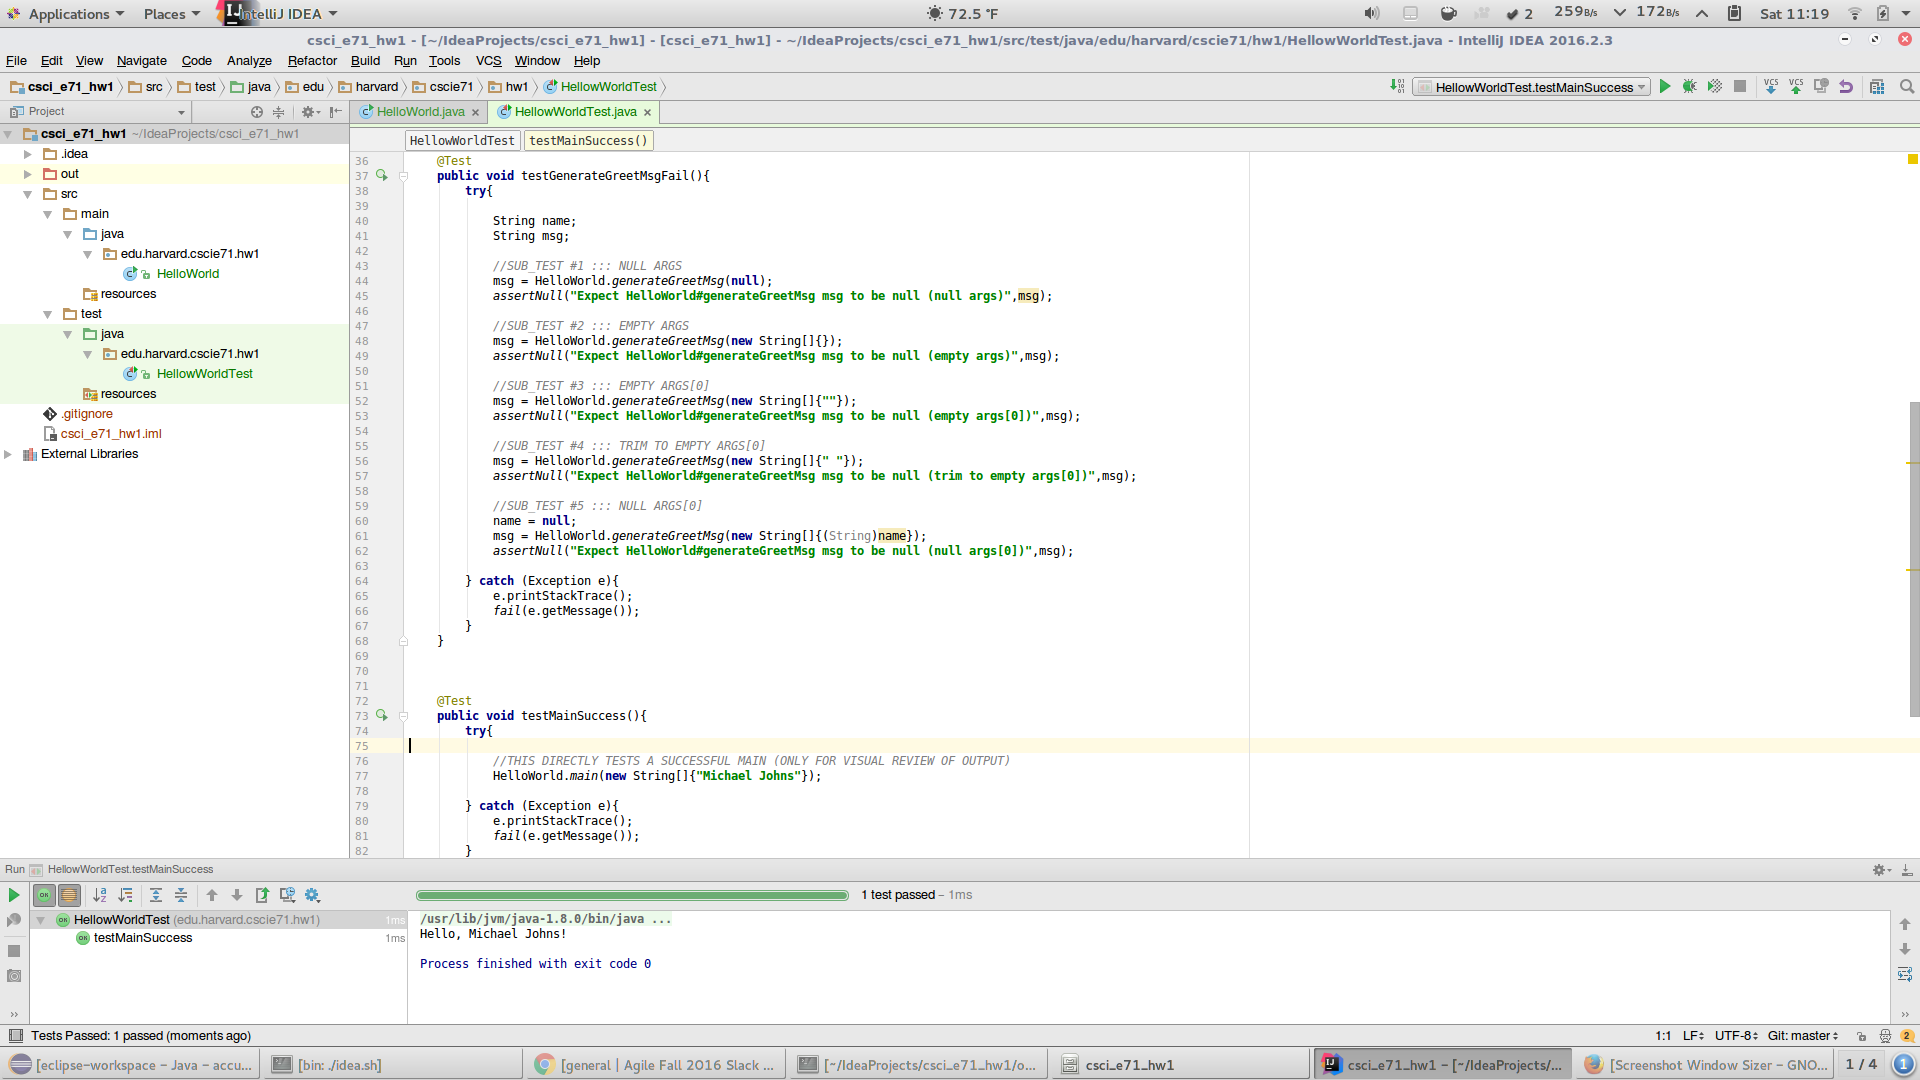 Applications Places IntelliJ IDEA 72.5 °F 2 259B/s 172B/s Sat 11:19
csci_e71_hw1 - [~/IdeaProjects/csci_e71_hw1] - [csci_e71_hw1] - ~/IdeaProjects/csci_e71_hw1/src/test/java/edu/harvard/cscie71/hw1/HellowWorldTest.java - IntelliJ IDEA 2016.2.3
File Edit View Navigate Code Analyze Refactor Build Run Tools VCS Window Help
csci_e71_hw1 src test java edu harvard cscie71 hw1 HellowWorldTest HellowWorldTest.testMainSuccess VCS VCS
Project
HelloWorld.java HellowWorldTest.java
csci_e71_hw1 ~/IdeaProjects/csci_e71_hw1
.idea
out
src
main
java
edu.harvard.cscie71.hw1
HelloWorld
resources
test
java
edu.harvard.cscie71.hw1
HellowWorldTest
resources
.gitignore
csci_e71_hw1.iml
External Libraries
HellowWorldTest testMainSuccess()
36 @Test
37 public void testGenerateGreetMsgFail(){
38 try{
39
40 String name;
41 String msg;
42
43 //SUB_TEST #1 ::: NULL ARGS
44 msg = HelloWorld.generateGreetMsg(null);
45 assertNull("Expect HelloWorld#generateGreetMsg msg to be null (null args)",msg);
46
47 //SUB_TEST #2 ::: EMPTY ARGS
48 msg = HelloWorld.generateGreetMsg(new String[]{});
49 assertNull("Expect HelloWorld#generateGreetMsg msg to be null (empty args)",msg);
50
51 //SUB_TEST #3 ::: EMPTY ARGS[0]
52 msg = HelloWorld.generateGreetMsg(new String[]{""});
53 assertNull("Expect HelloWorld#generateGreetMsg msg to be null (empty args[0])",msg);
54
55 //SUB_TEST #4 ::: TRIM TO EMPTY ARGS[0]
56 msg = HelloWorld.generateGreetMsg(new String[]{" "});
57 assertNull("Expect HelloWorld#generateGreetMsg msg to be null (trim to empty args[0])",msg);
58
59 //SUB_TEST #5 ::: NULL ARGS[0]
60 name = null;
61 msg = HelloWorld.generateGreetMsg(new String[]{(String)name});
62 assertNull("Expect HelloWorld#generateGreetMsg msg to be null (null args[0])",msg);
63
64 } catch (Exception e){
65 e.printStackTrace();
66 fail(e.getMessage());
67 }
68 }
69
70
71
72 @Test
73 public void testMainSuccess(){
74 try{
75
76 //THIS DIRECTLY TESTS A SUCCESSFUL MAIN (ONLY FOR VISUAL REVIEW OF OUTPUT)
77 HelloWorld.main(new String[]{"Michael Johns"});
78
79 } catch (Exception e){
80 e.printStackTrace();
81 fail(e.getMessage());
82 }
Run HellowWorldTest.testMainSuccess
1 test passed – 1ms
HellowWorldTest (edu.harvard.cscie71.hw1) 1ms
testMainSuccess 1ms
/usr/lib/jvm/java-1.8.0/bin/java ...
Hello, Michael Johns!
Process finished with exit code 0
Tests Passed: 1 passed (moments ago) 1:1 LF UTF-8 Git: master 2
[eclipse-workspace – Java – accu... [bin: ./idea.sh] [general | Agile Fall 2016 Slack ... [~/IdeaProjects/csci_e71_hw1/o... csci_e71_hw1 csci_e71_hw1 – [~/IdeaProjects/... [Screenshot Window Sizer – GNO... 1 / 4 1